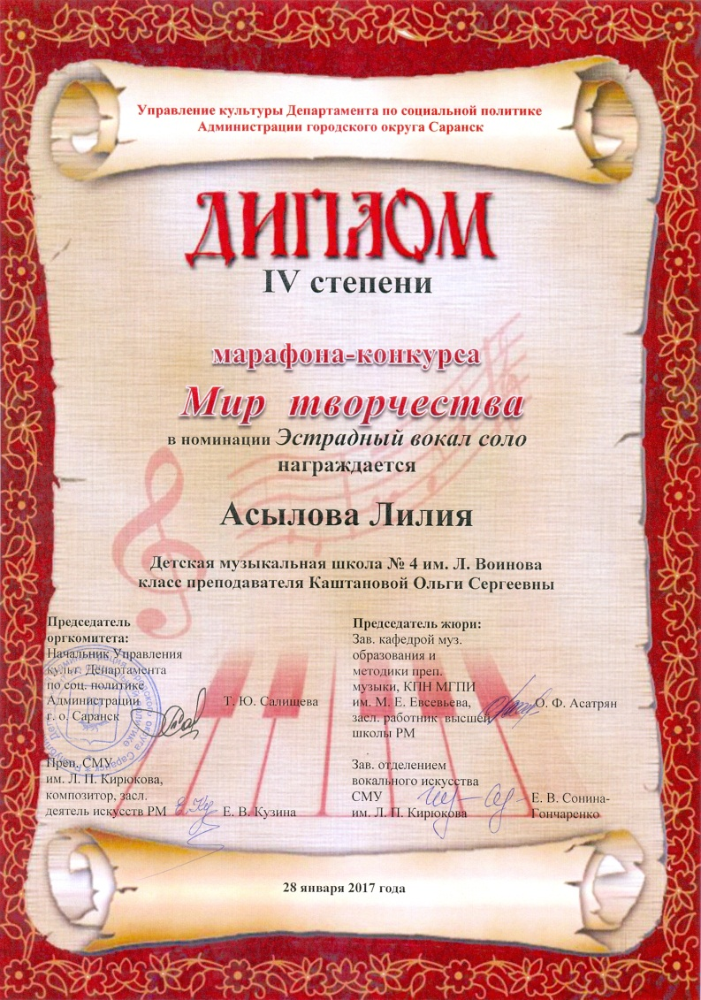 Управление культуры Департамента по социальной политике
Администрации городского округа Саранск
ДИПЛОМ
IV степени
марафона-конкурса
Мир творчества
в номинации Эстрадный вокал соло
награждается
Асылова Лилия
Детская музыкальная школа № 4 им. Л. Воинова
класс преподавателя Каштановой Ольги Сергеевны
Председатель
оргкомитета:
Начальник Управления
культ. Департамента
по соц. политике
Администрации
г. о. Саранск
Т. Ю. Салищева
Председатель жюри:
Зав. кафедрой муз.
образования и
методики преп.
музыки, КПН МГПИ
им. М. Е. Евсевьева,
засл. работник высшей
школы РМ
О. Ф. Асатрян
Преп. СМУ
им. Л. П. Кирюкова,
композитор, засл.
деятель искусств РМ
Е. В. Кузина
Зав. отделением
вокального искусства
СМУ
им. Л. П. Кирюкова
Е. В. Сонина-
Гончаренко
28 января 2017 года